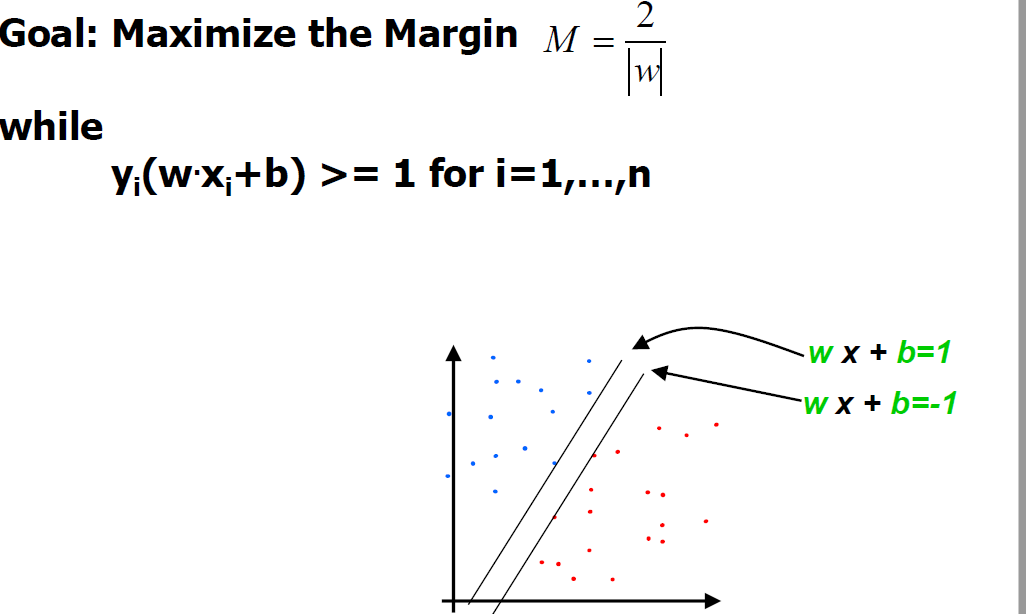 Goal: Maximize the Margin M = 2/|w|
while
yᵢ(w·xᵢ+b) >= 1 for i=1,...,n
w x + b=1
w x + b=-1